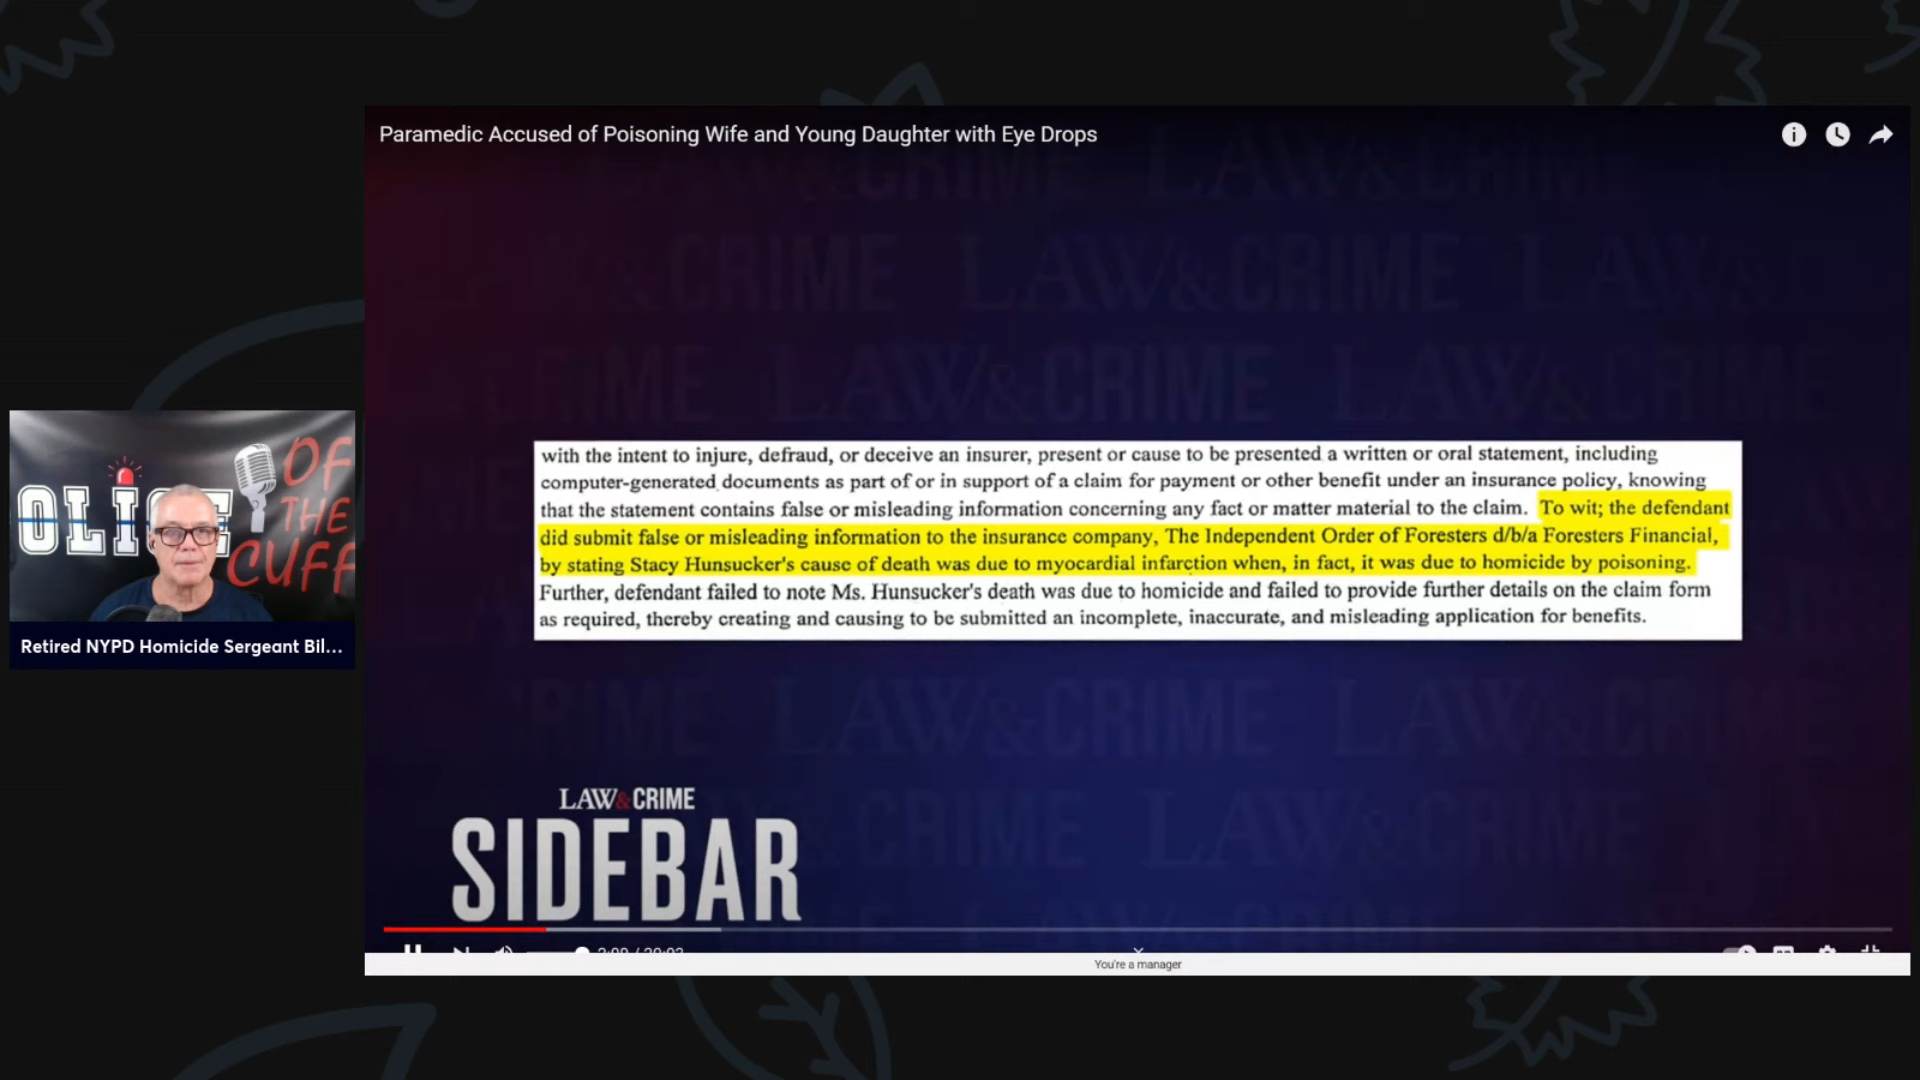 Paramedic Accused of Poisoning Wife and Young Daughter with Eye Drops
with the intent to injure, defraud, or deceive an insurer, present or cause to be presented a written or oral statement, including
computer-generated documents as part of or in support of a claim for payment or other benefit under an insurance policy, knowing
that the statement contains false or misleading information concerning any fact or matter material to the claim. To wit; the defendant
did submit false or misleading information to the insurance company, The Independent Order of Foresters d/b/a Foresters Financial,
by stating Stacy Hunsucker's cause of death was due to myocardial infarction when, in fact, it was due to homicide by poisoning.
Further, defendant failed to note Ms. Hunsucker's death was due to homicide and failed to provide further details on the claim form
as required, thereby creating and causing to be submitted an incomplete, inaccurate, and misleading application for benefits.
OLICE
OF
THE
CUFF
Retired NYPD Homicide Sergeant Bil...
LAW&CRIME
SIDEBAR
You're a manager